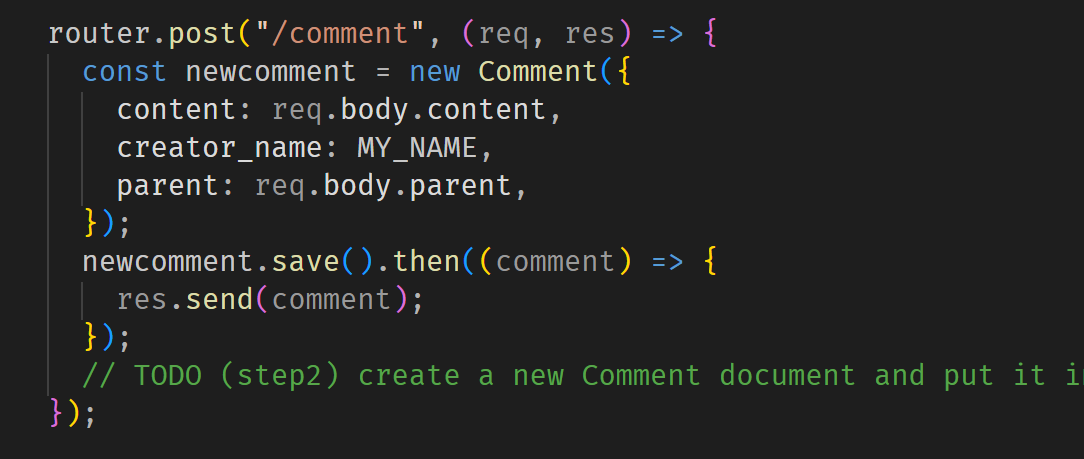 router.post("/comment", (req, res) => {
  const newcomment = new Comment({
    content: req.body.content,
    creator_name: MY_NAME,
    parent: req.body.parent,
  });
  newcomment.save().then((comment) => {
    res.send(comment);
  });
  // TODO (step2) create a new Comment document and put it
});